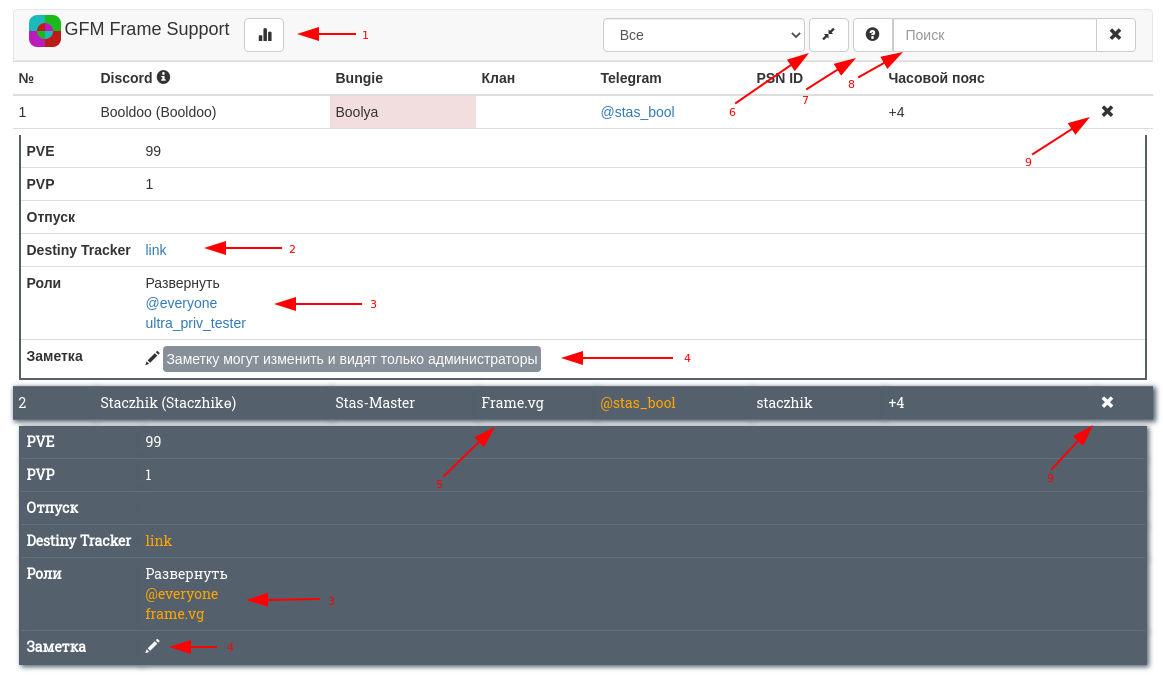 GFM Frame Support
1
Все
Поиск
№ Discord Bungie Клан Telegram PSN ID Часовой пояс
6 7 8
1 Booldoo (Booldoo) Boolya @stas_bool +4
9
PVE 99
PVP 1
Отпуск
Destiny Tracker link 2
Роли Развернуть
@everyone 3
ultra_priv_tester
Заметка Заметку могут изменить и видят только администраторы 4
2 Staczhik (Staczhikө) Stas-Master Frame.vg @stas_bool staczhik +4
5 9
PVE 99
PVP 1
Отпуск
Destiny Tracker link
Роли Развернуть
@everyone 3
frame.vg
Заметка 4